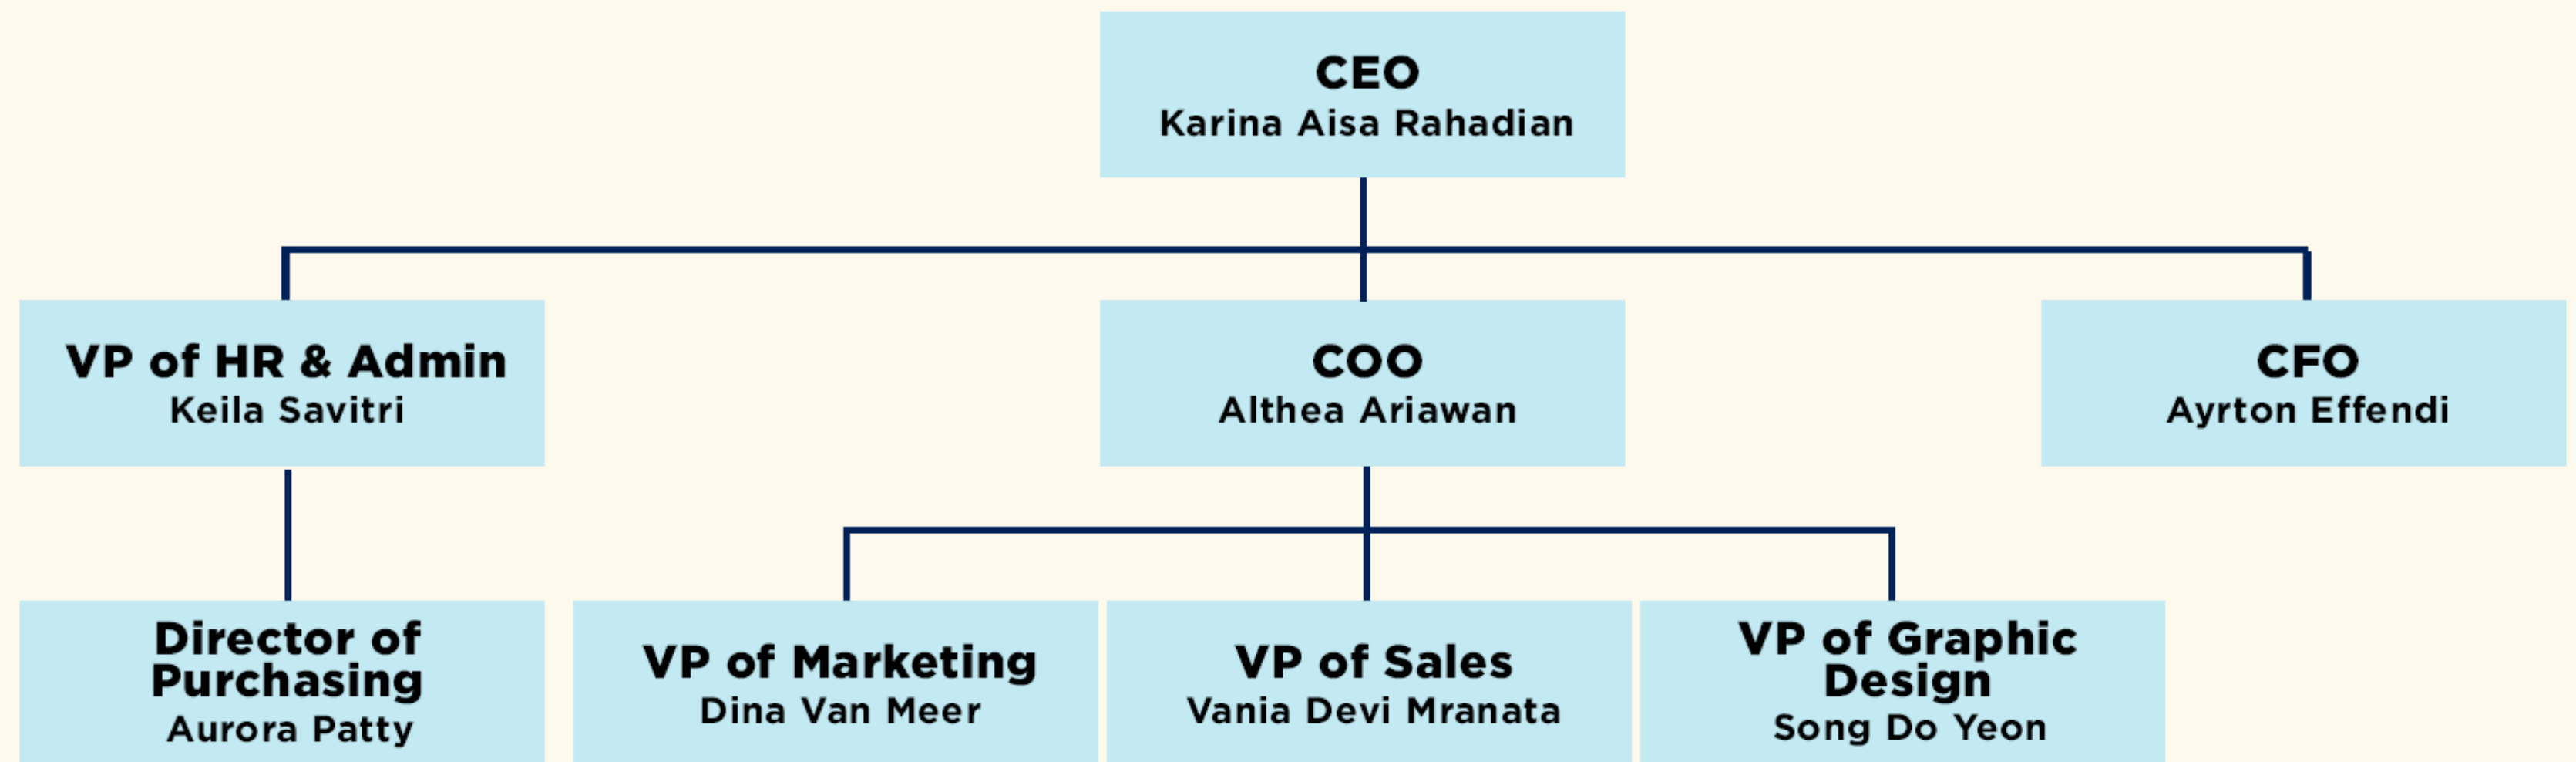 CEO
Karina Aisa Rahadian
VP of HR & Admin
Keila Savitri
COO
Althea Ariawan
CFO
Ayrton Effendi
Director of
Purchasing
Aurora Patty
VP of Marketing
Dina Van Meer
VP of Sales
Vania Devi Mranata
VP of Graphic
Design
Song Do Yeon